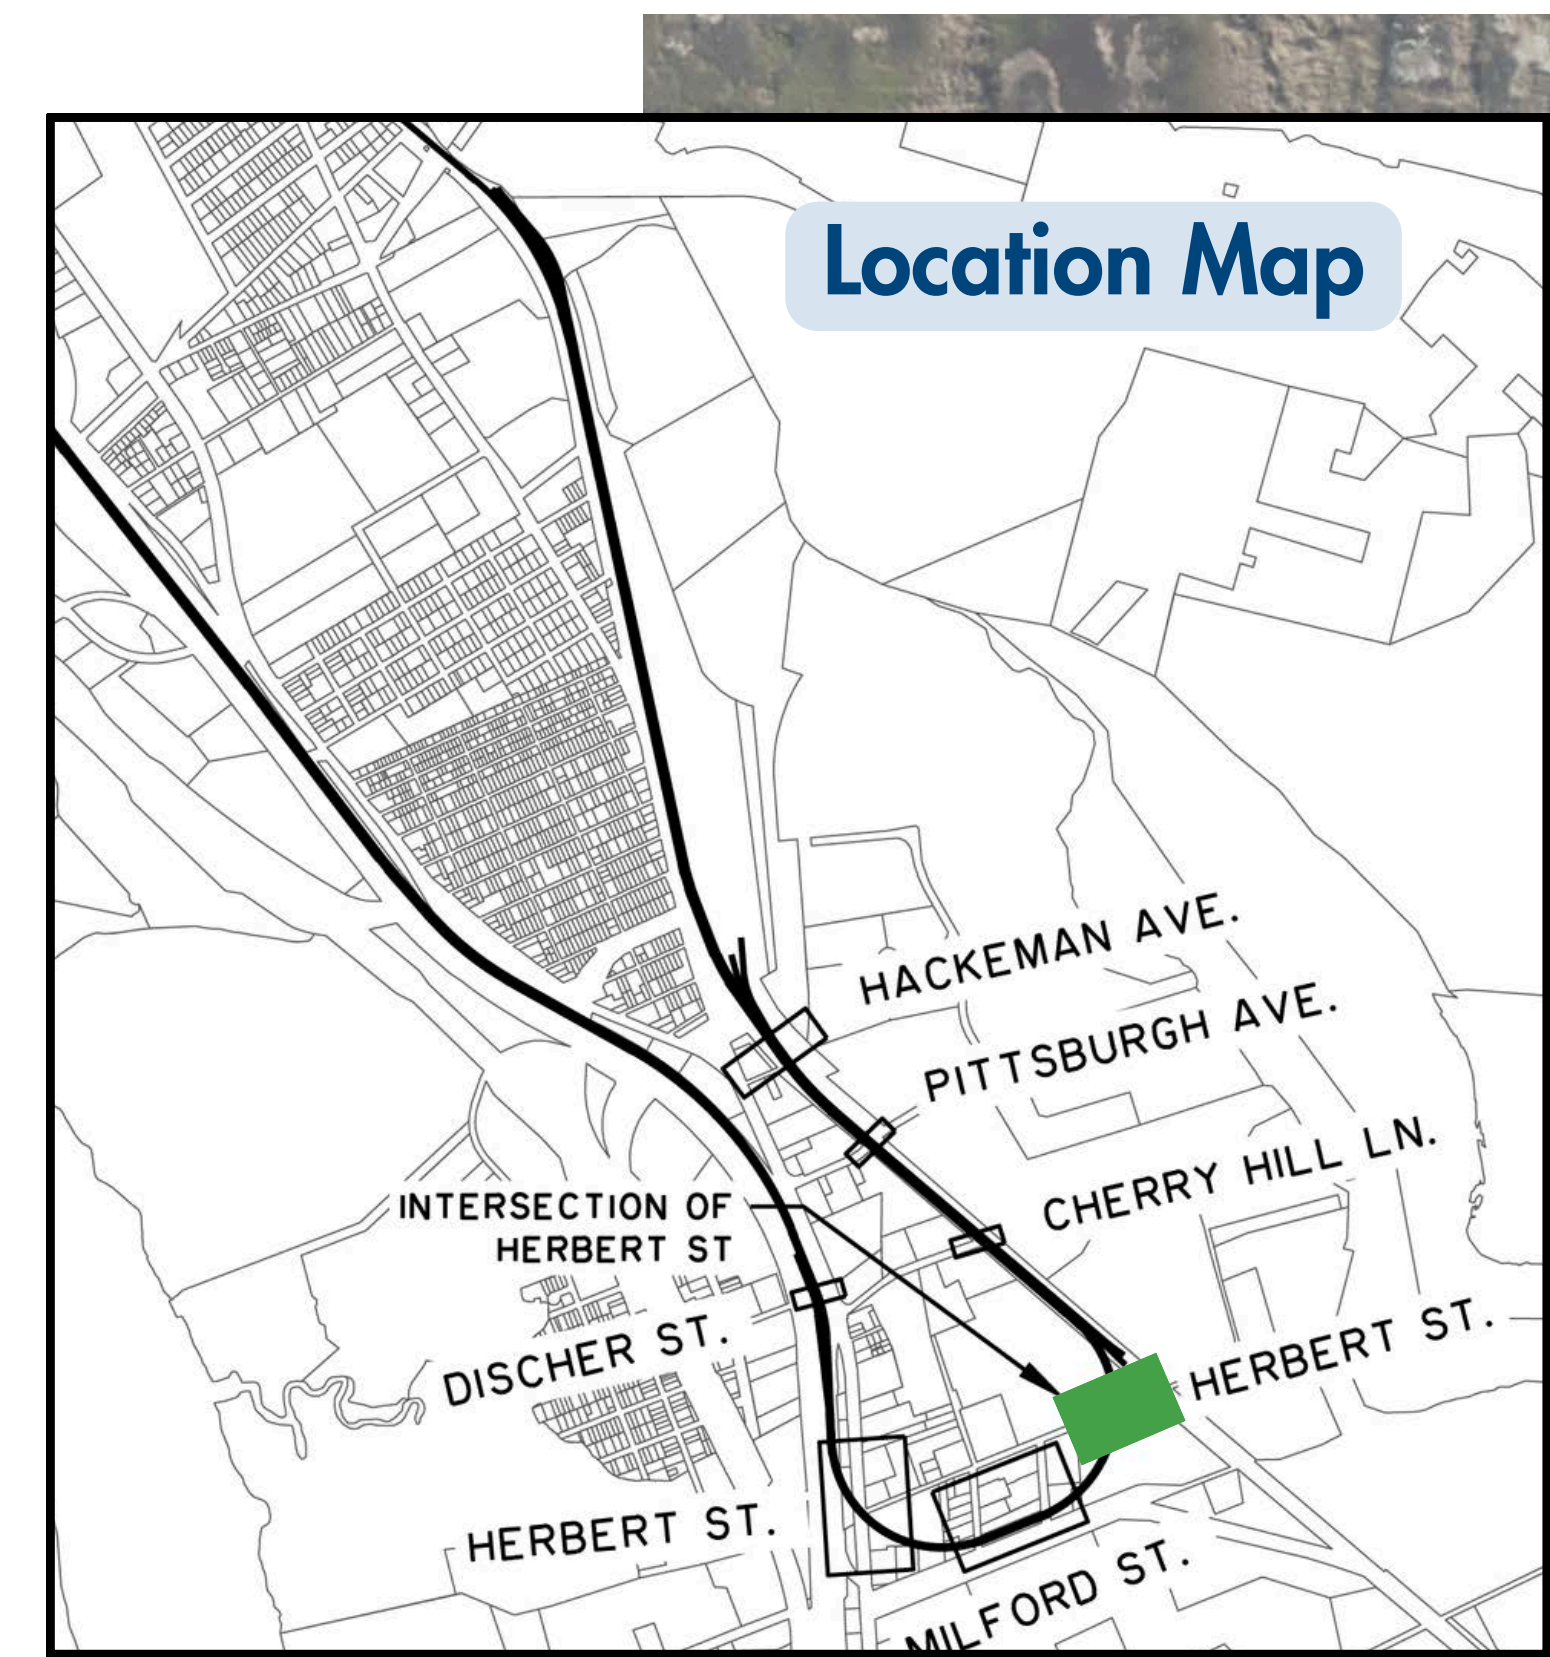 Location Map
HACKEMAN AVE.
PITTSBURGH AVE.
CHERRY HILL LN.
INTERSECTION OF
HERBERT ST
DISCHER ST.
HERBERT ST.
HERBERT ST.
MILFORD ST.